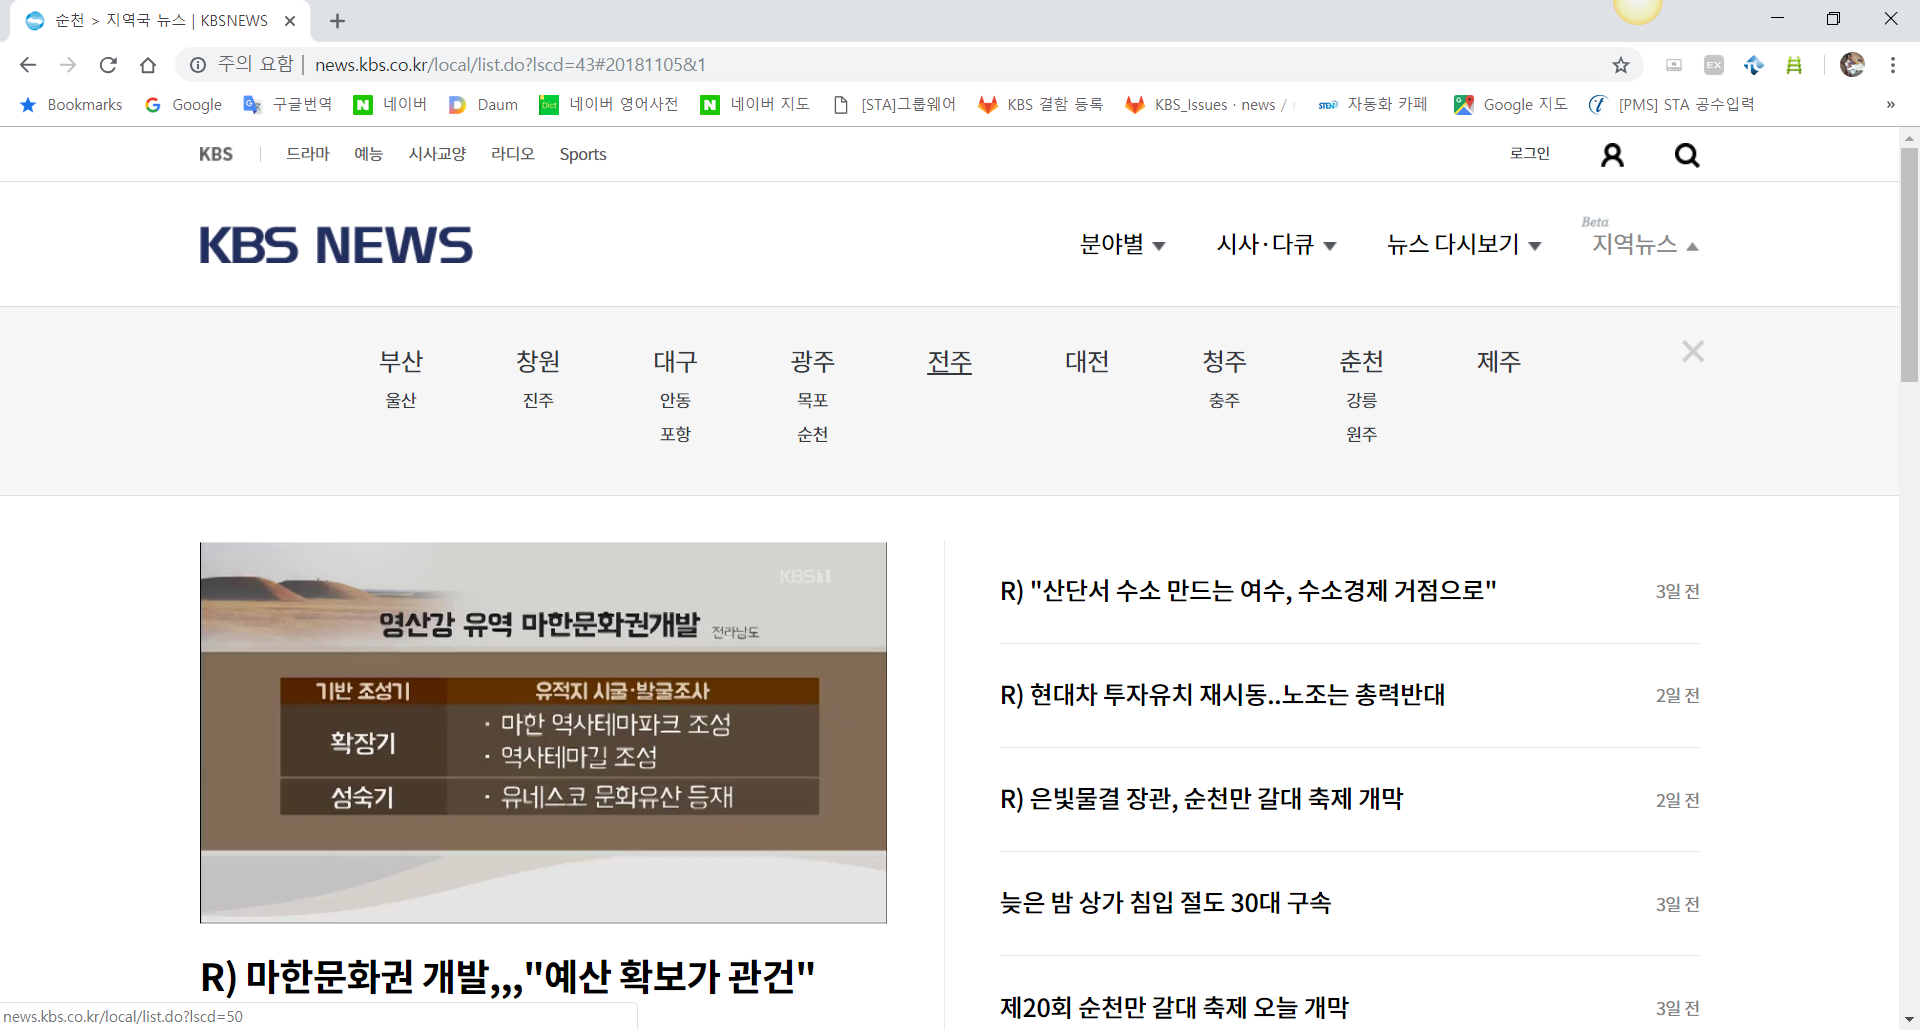 순천 > 지역국 뉴스 | KBSNEWS
주의 요함 | news.kbs.co.kr/local/list.do?lscd=43#20181105&1
Bookmarks Google 구글번역 네이버 Daum 네이버 영어사전 네이버 지도 [STA]그룹웨어 KBS 결함 등록 KBS_Issues · news / 자동화 카페 Google 지도 [PMS] STA 공수입력 »
KBS 드라마 예능 시사교양 라디오 Sports 로그인
Beta
KBS NEWS 분야별 시사·다큐 뉴스 다시보기 지역뉴스
부산 창원 대구 광주 전주 대전 청주 춘천 제주
울산 진주 안동 목포 충주 강릉
포항 순천 원주
KBS1
영산강 유역 마한문화권개발 전라남도
기반 조성기 유적지 시굴·발굴조사
확장기 · 마한 역사테마파크 조성
· 역사테마길 조성
성숙기 · 유네스코 문화유산 등재
R) 마한문화권 개발,,,"예산 확보가 관건"
R) "산단서 수소 만드는 여수, 수소경제 거점으로" 3일 전
R) 현대차 투자유치 재시동..노조는 총력반대 2일 전
R) 은빛물결 장관, 순천만 갈대 축제 개막 2일 전
늦은 밤 상가 침입 절도 30대 구속 3일 전
제20회 순천만 갈대 축제 오늘 개막 3일 전
news.kbs.co.kr/local/list.do?lscd=50